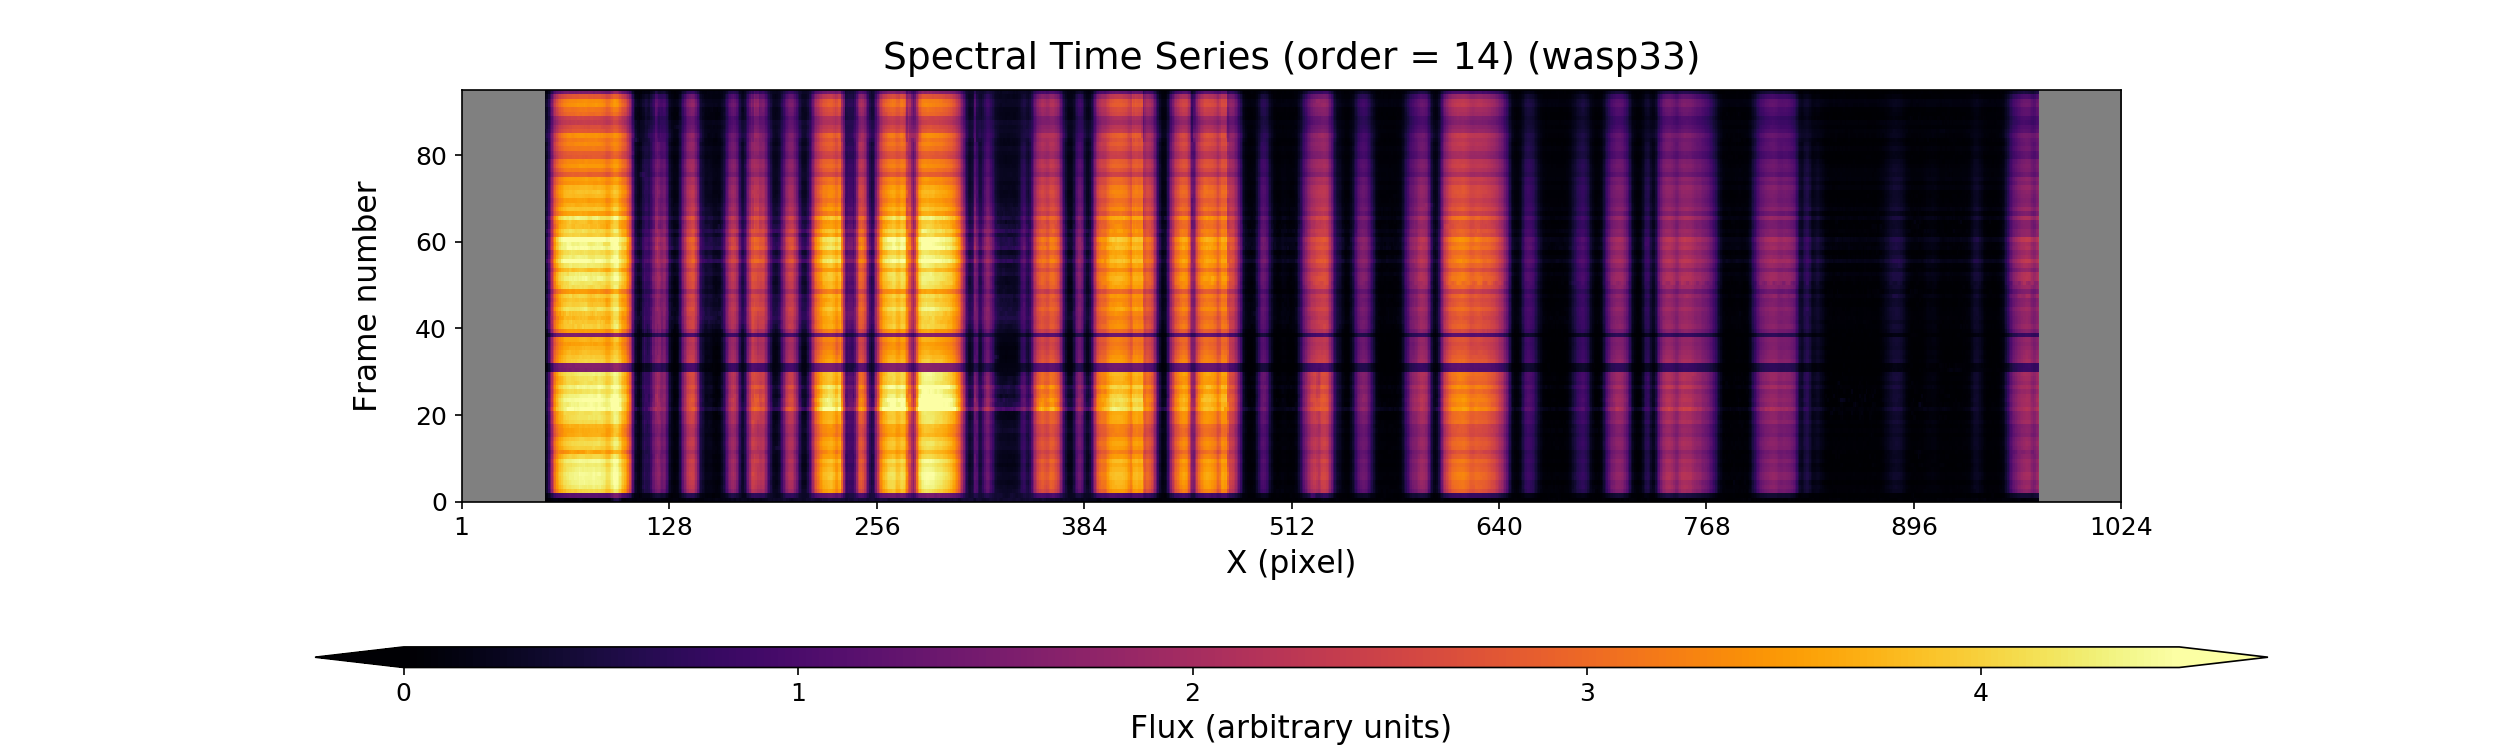 Spectral Time Series (order = 14) (wasp33)
Frame number
80
60
40
20
0
1 128 256 384 512 640 768 896 1024
X (pixel)
0 1 2 3 4
Flux (arbitrary units)